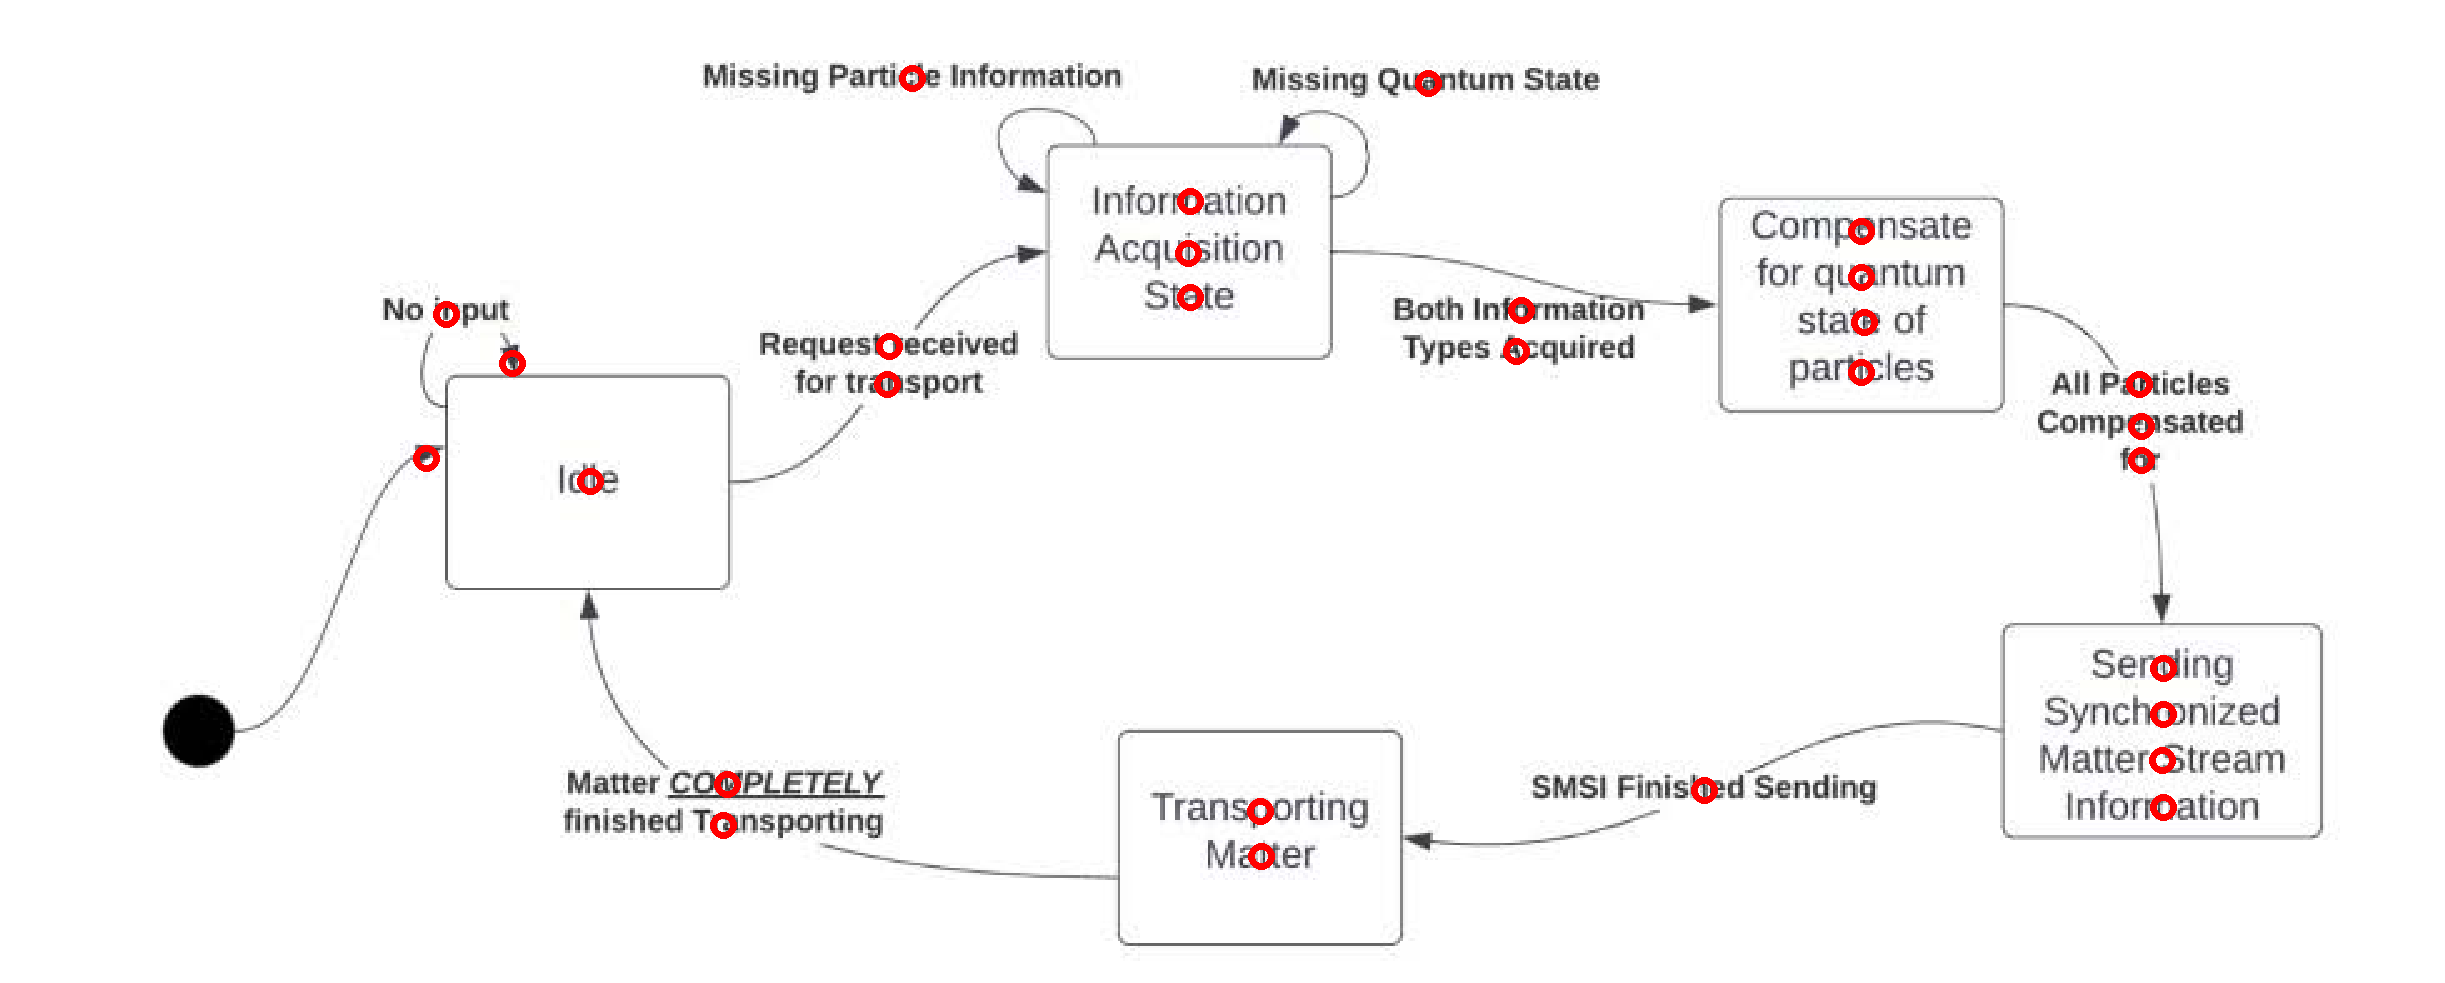 Missing Particle Information
Missing Quantum State
Information
Acquisition
State
Compensate
for quantum
state of
particles
No input
Request received
for transport
Both Information
Types Acquired
All Particles
Compensated
for
Idle
Sending
Synchronized
Matter Stream
Information
Matter COMPLETELY
finished Transporting
Transporting
Matter
SMSI Finished Sending